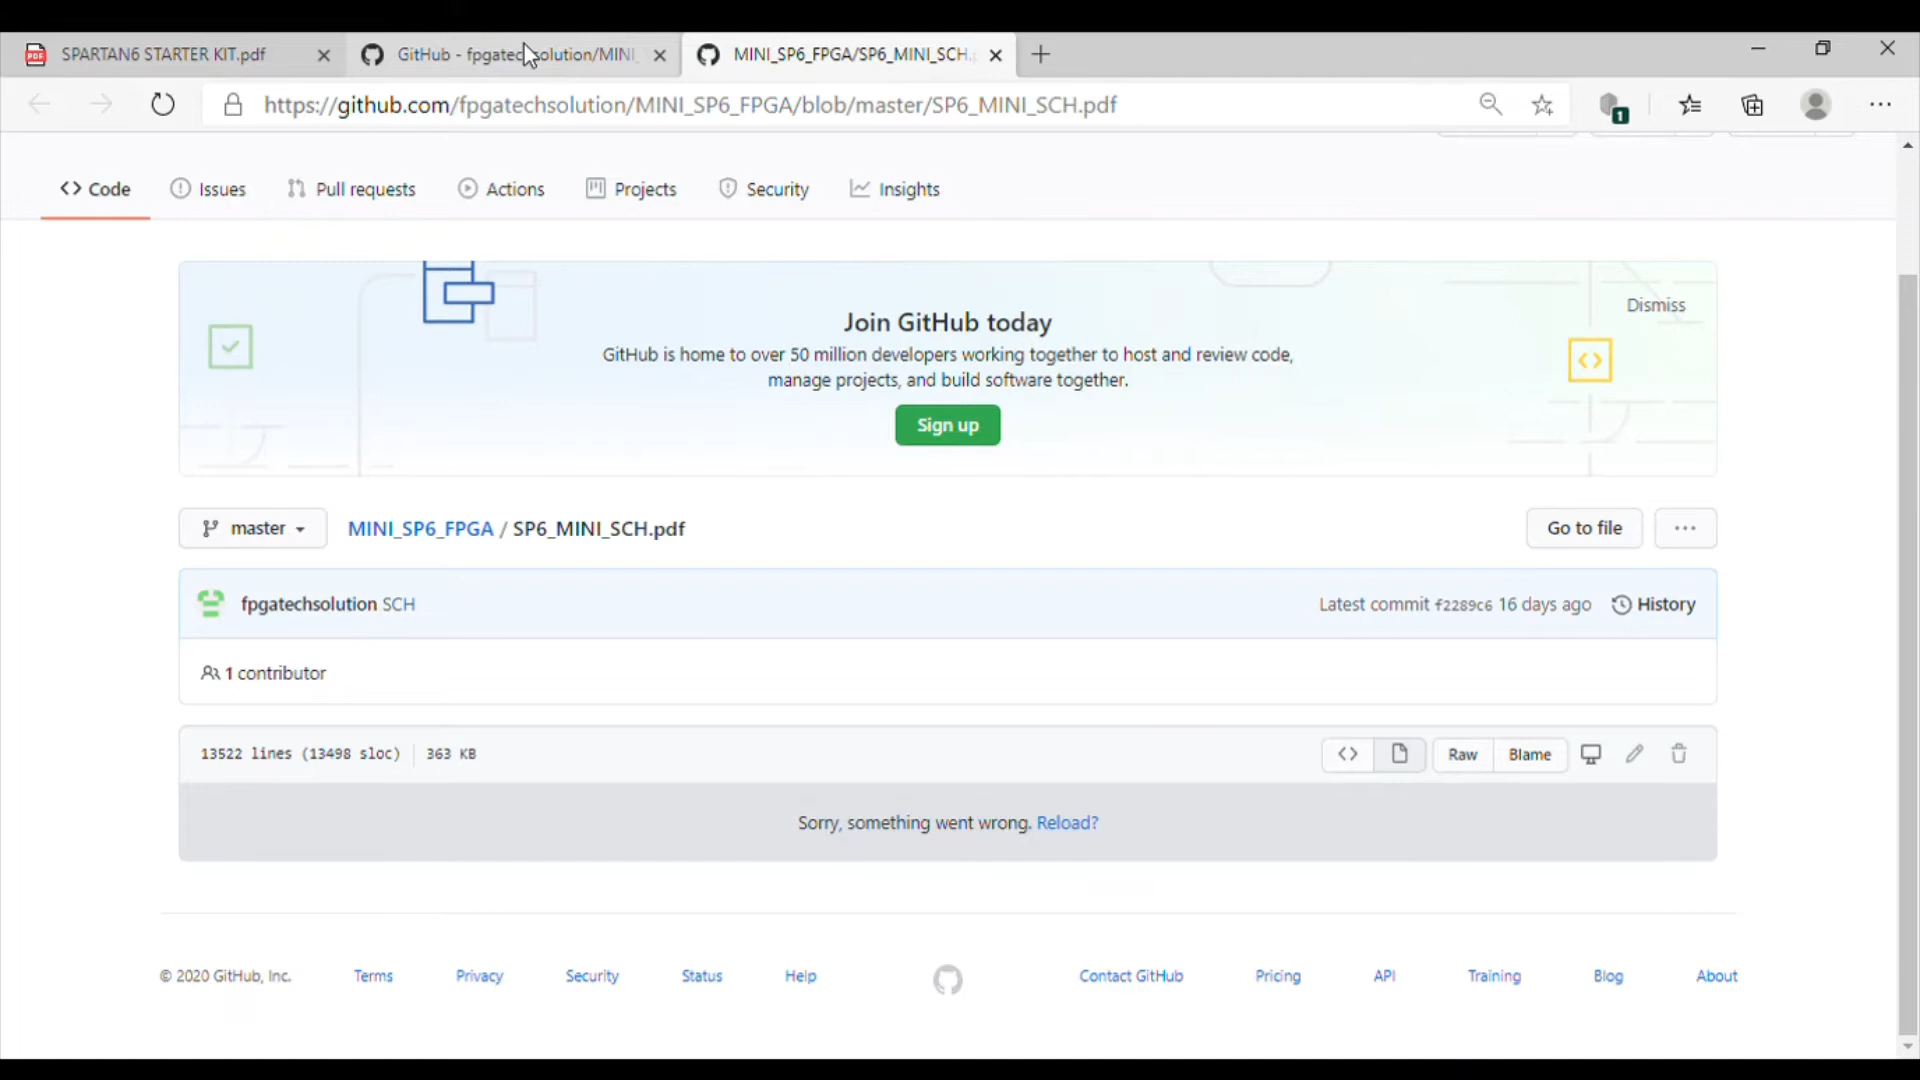 SPARTAN6 STARTER KIT.pdf
GitHub - fpgatechsolution/MINI_
MINI_SP6_FPGA/SP6_MINI_SCH.
https://github.com/fpgatechsolution/MINI_SP6_FPGA/blob/master/SP6_MINI_SCH.pdf
1
Code
Issues
Pull requests
Actions
Projects
Security
Insights
Join GitHub today
Dismiss
GitHub is home to over 50 million developers working together to host and review code,
manage projects, and build software together.
Sign up
master
MINI_SP6_FPGA / SP6_MINI_SCH.pdf
Go to file
fpgatechsolution SCH
Latest commit f2289c6 16 days ago
History
1 contributor
13522 lines (13498 sloc)
363 KB
Raw
Blame
Sorry, something went wrong. Reload?
© 2020 GitHub, Inc.
Terms
Privacy
Security
Status
Help
Contact GitHub
Pricing
API
Training
Blog
About